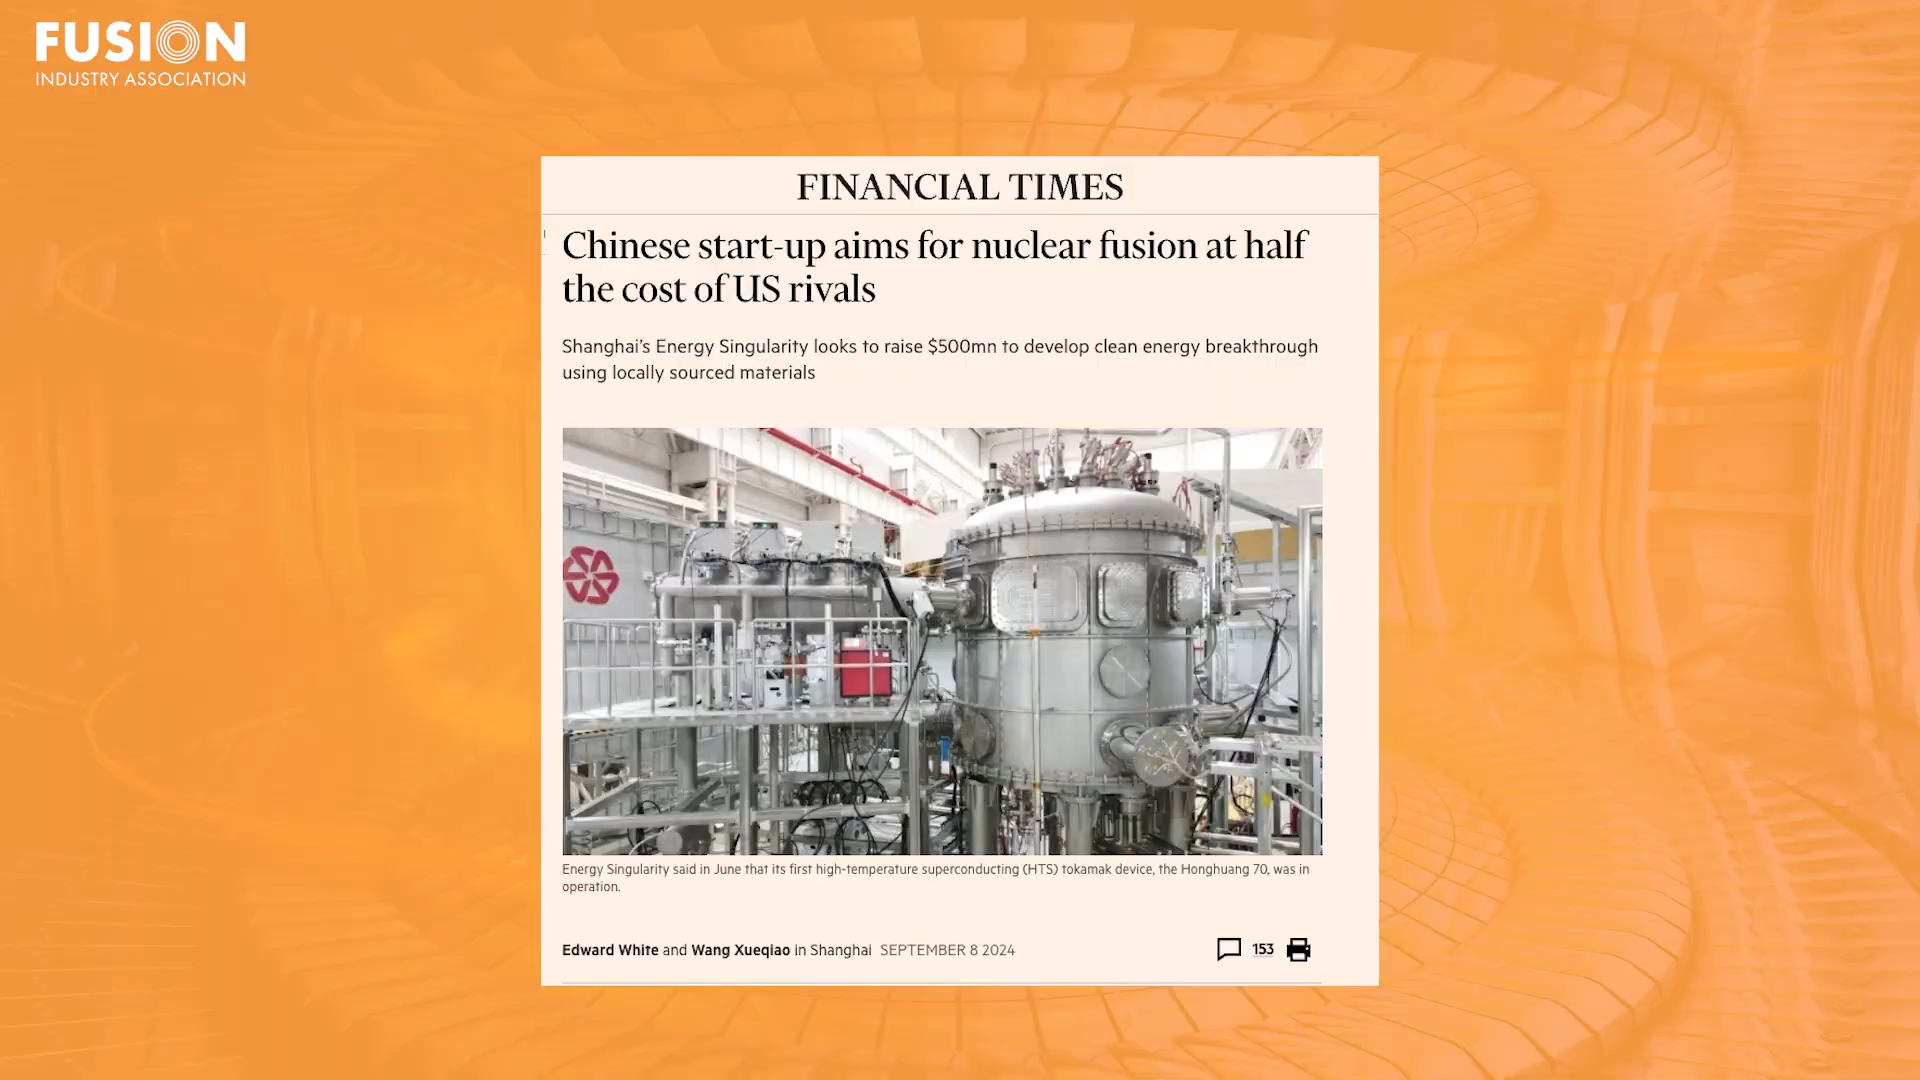 FUSION
INDUSTRY ASSOCIATION
FINANCIAL TIMES
Chinese start-up aims for nuclear fusion at half
the cost of US rivals
Shanghai's Energy Singularity looks to raise $500mn to develop clean energy breakthrough
using locally sourced materials
Energy Singularity said in June that its first high-temperature superconducting (HTS) tokamak device, the Honghuang 70, was in
operation.
Edward White and Wang Xueqiao in Shanghai SEPTEMBER 8 2024
153